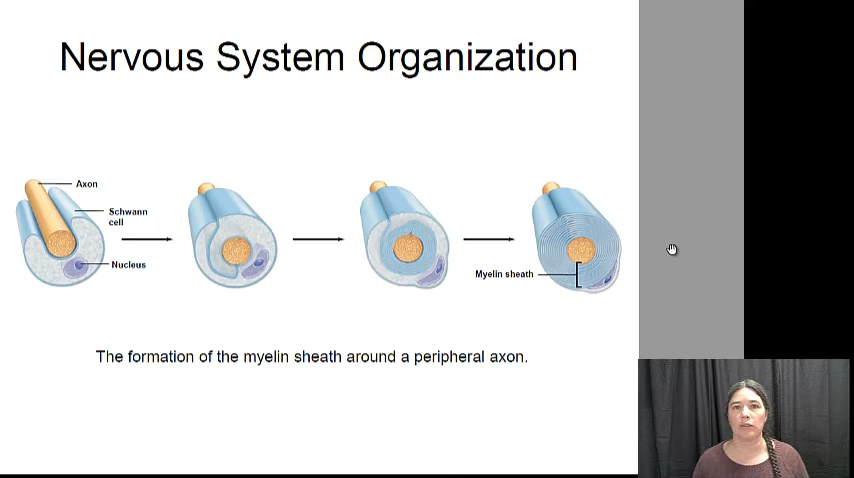 Nervous System Organization
Axon
Schwann
cell
Nucleus
Myelin sheath
The formation of the myelin sheath around a peripheral axon.